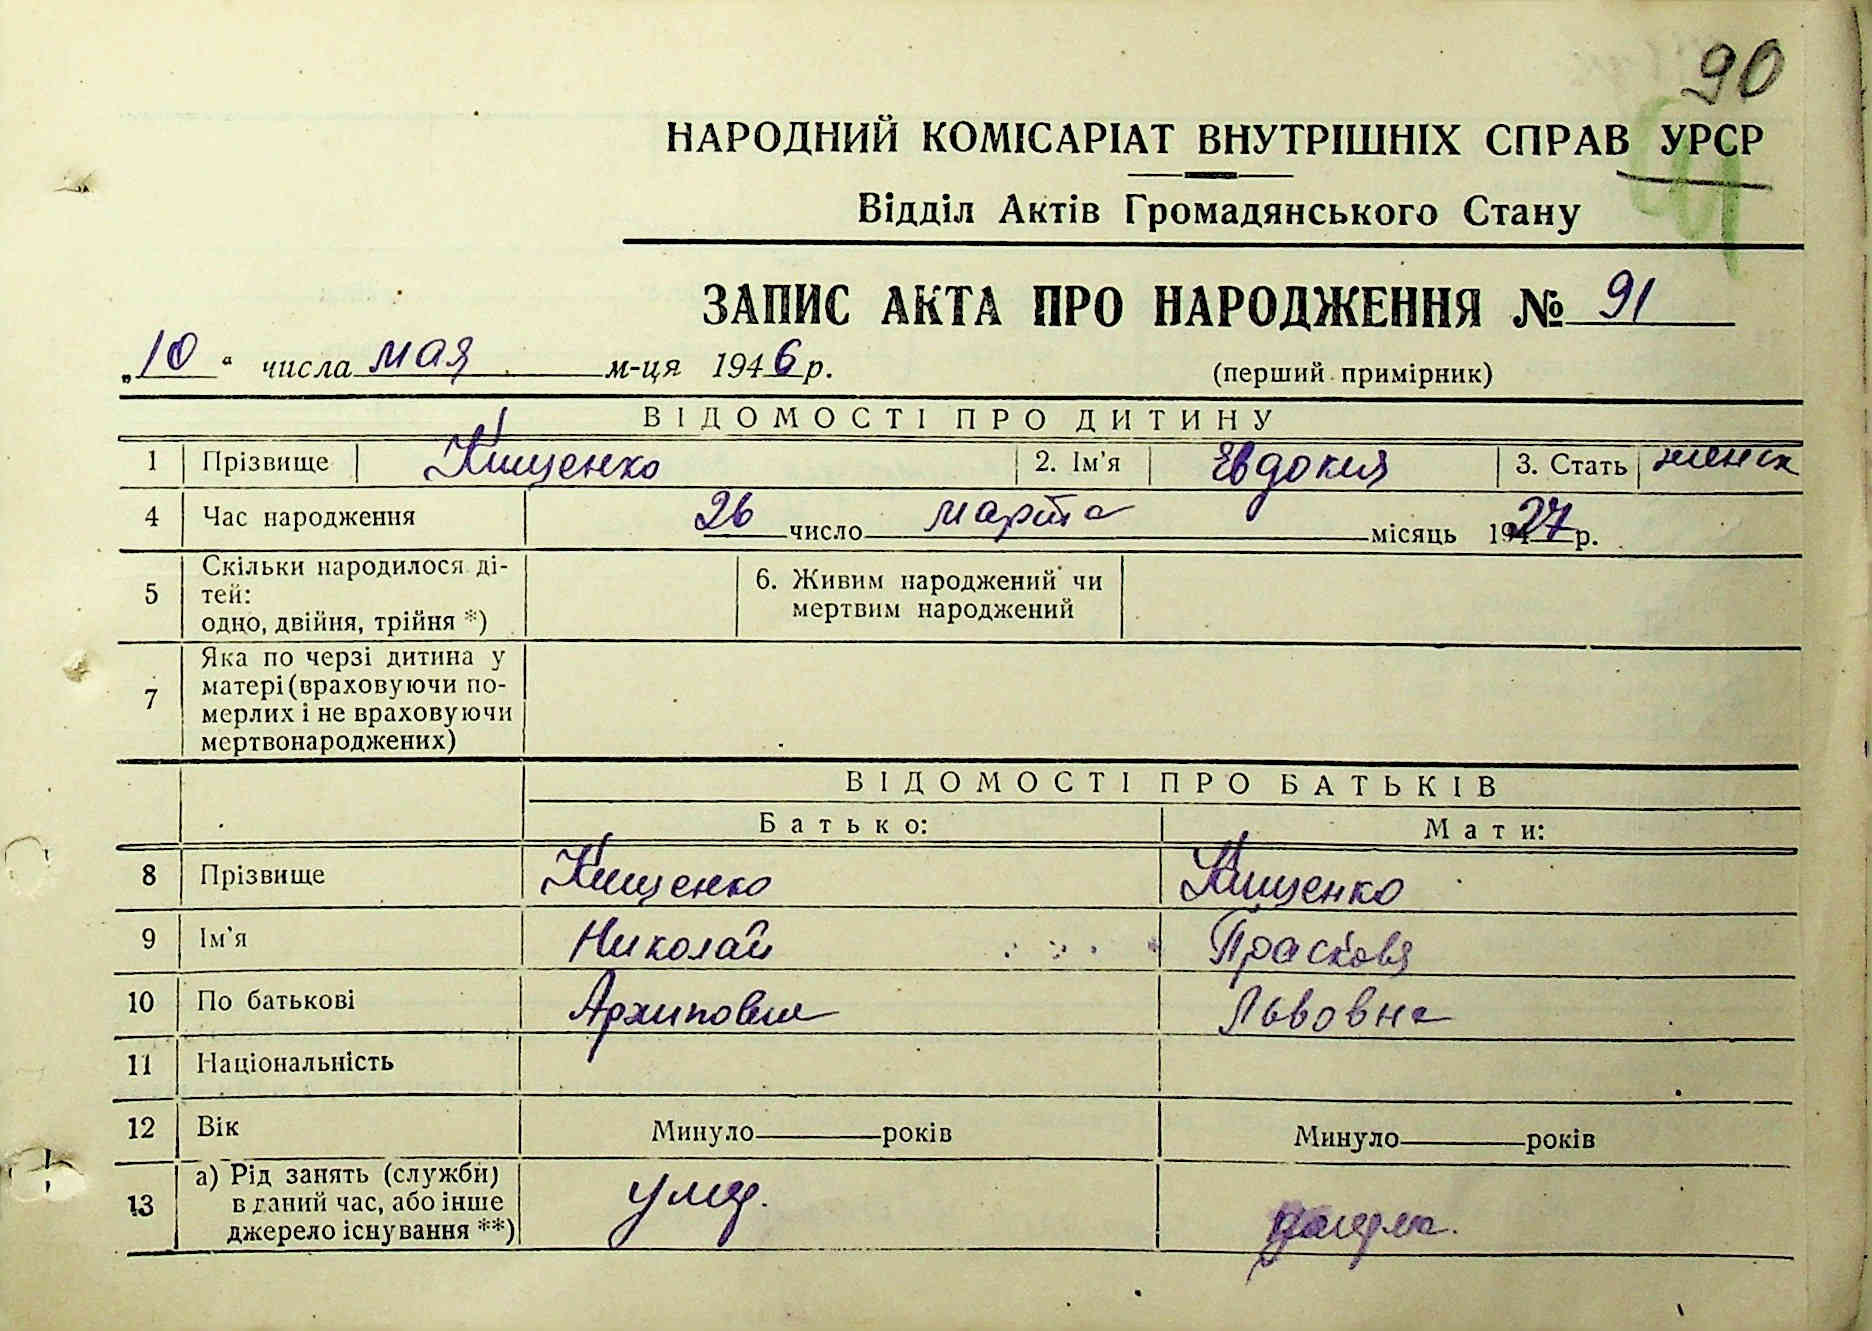 90
НАРОДНИЙ КОМІСАРІАТ ВНУТРІШНІХ СПРАВ УРСР
Відділ Актів Громадянського Стану
ЗАПИС АКТА ПРО НАРОДЖЕННЯ № 91
„10“ числа мая м-ця 1946 р.
(перший примірник)
ВІДОМОСТІ ПРО ДИТИНУ
1 Прізвище Кищенко 2. Ім'я Евдокия 3. Стать женск
4 Час народження 26 число марта місяць 1927 р.
5 Скільки народилося ді-
тей:
одно, двійня, трійня *)
6. Живим народжений чи
мертвим народжений
7 Яка по черзі дитина у
матері (враховуючи по-
мерлих і не враховуючи
мертвонароджених)
ВІДОМОСТІ ПРО БАТЬКІВ
Батько: Мати:
8 Прізвище Кищенко Кищенко
9 Ім'я Николай Прасковя
10 По батькові Архипович Львовна
11 Національність
12 Вік Минуло років Минуло років
13 а) Рід занять (служби)
в даний час, або інше
джерело існування **)